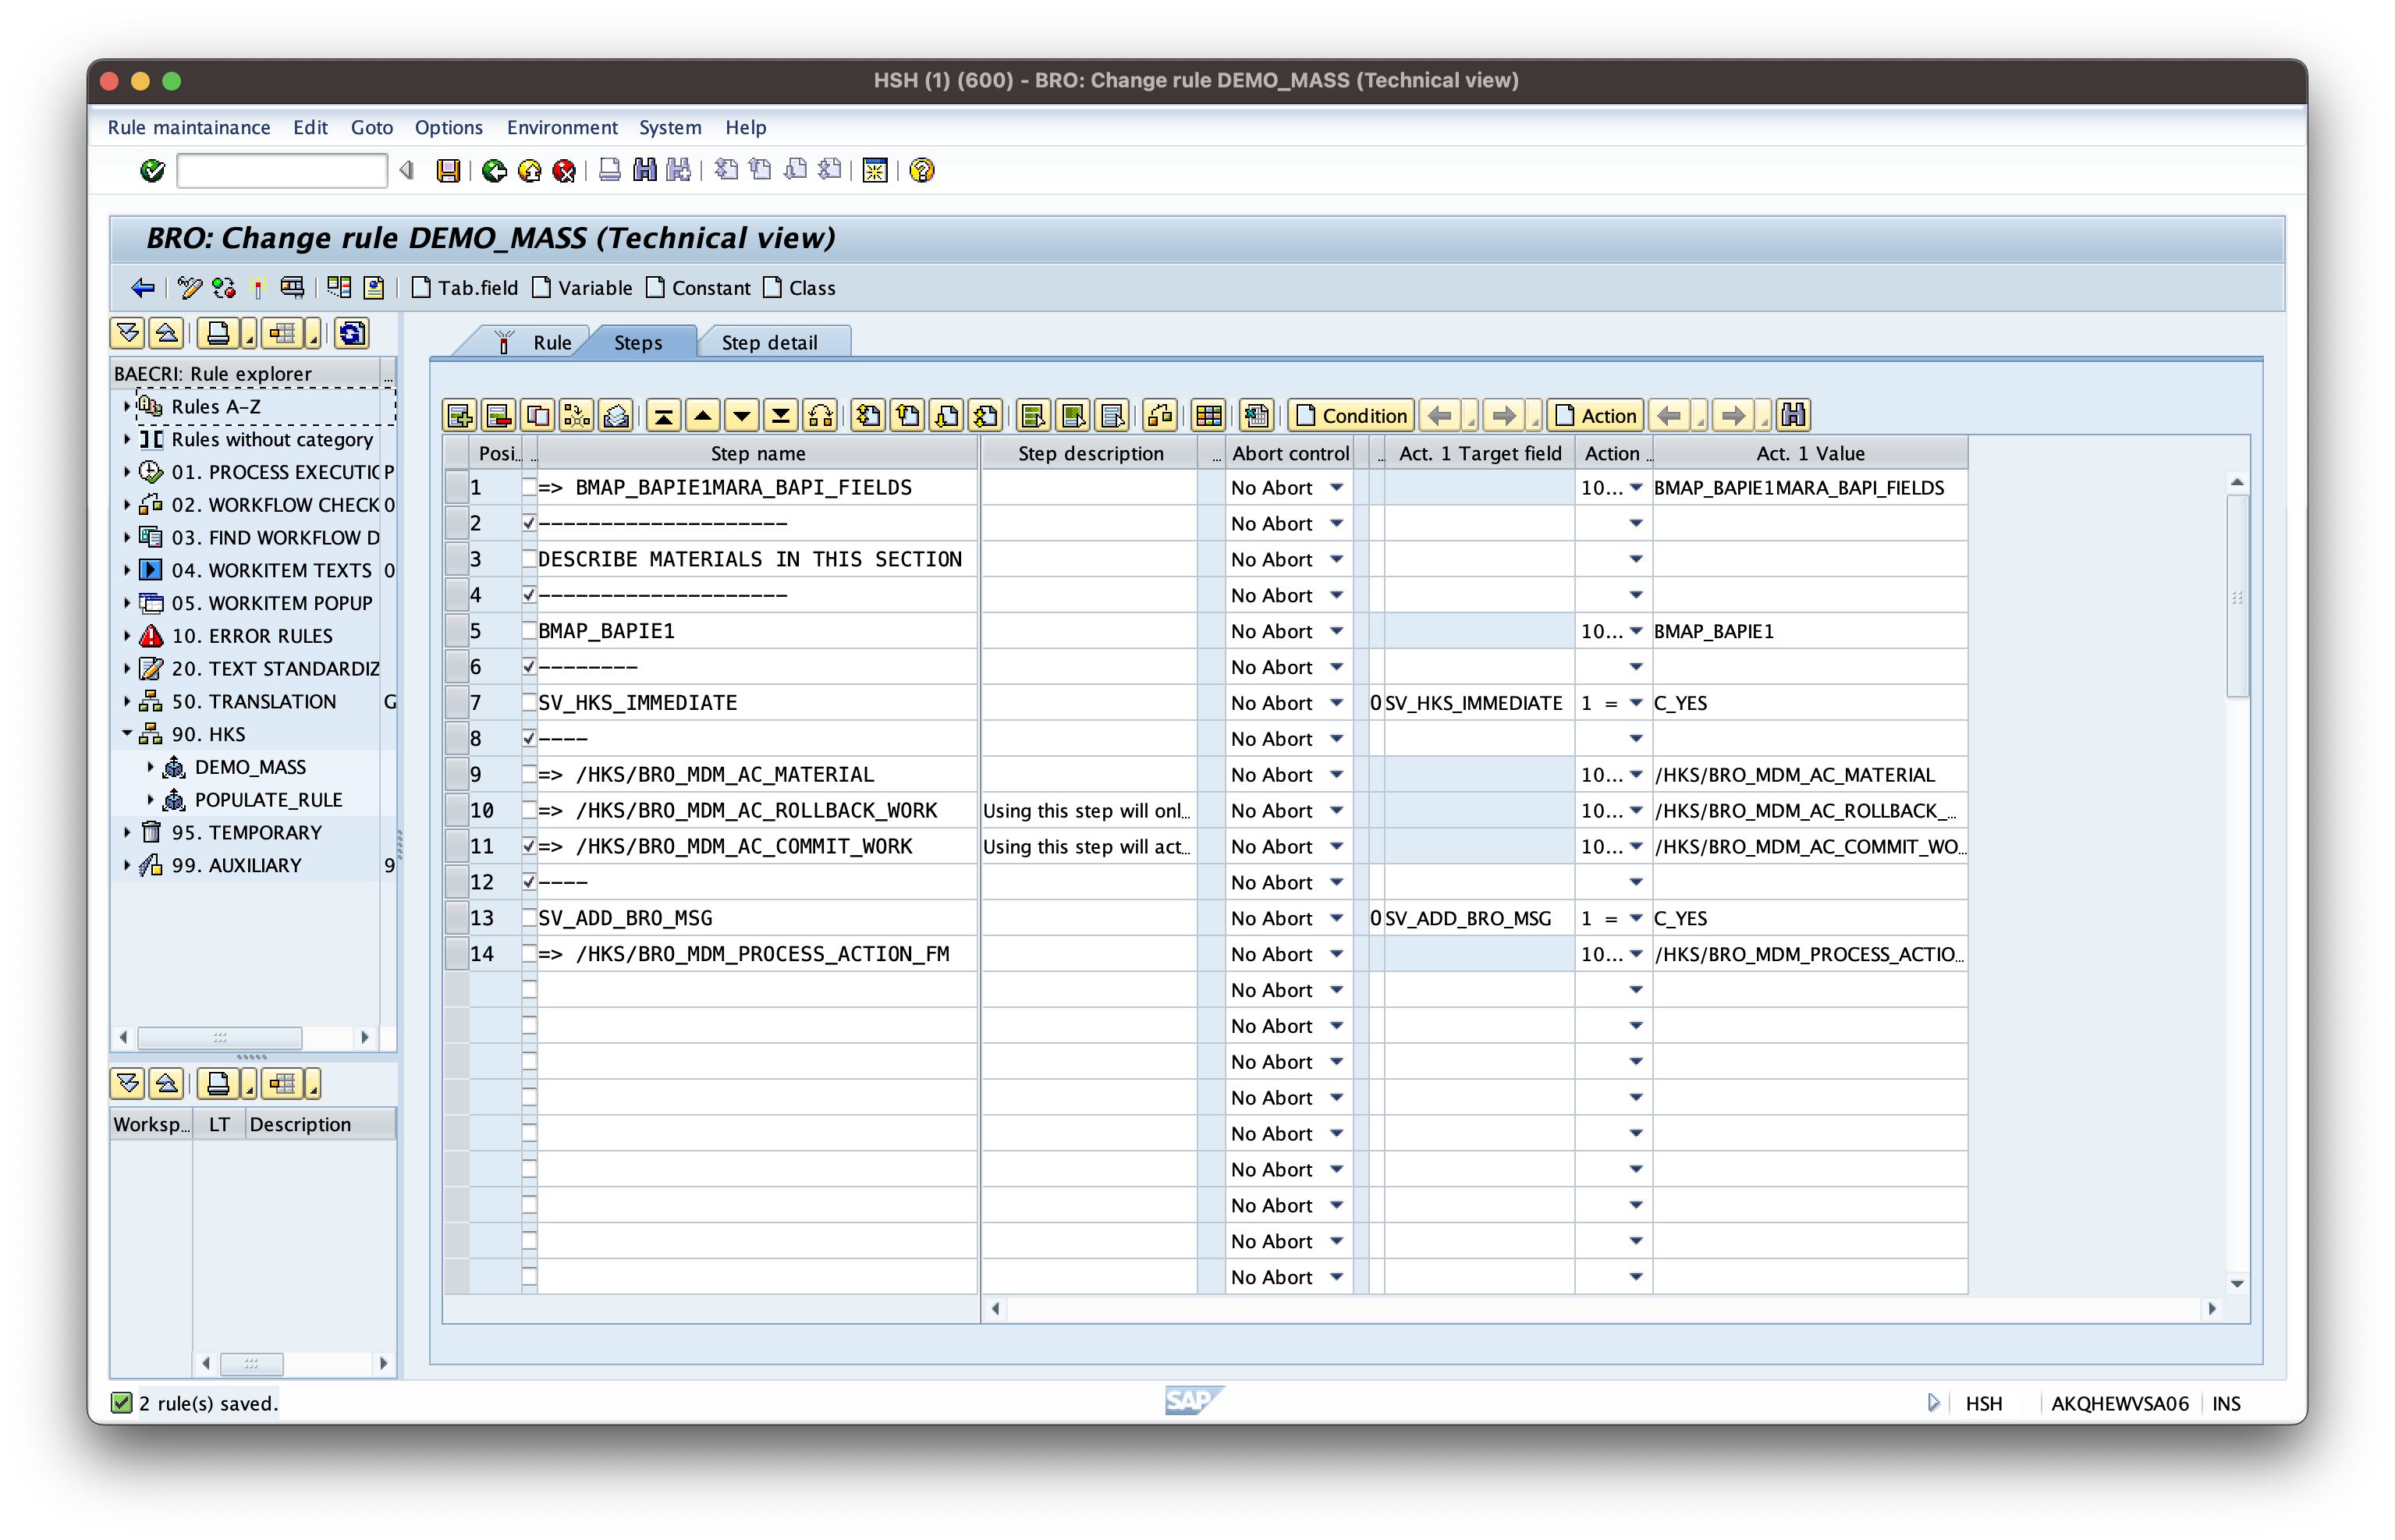 HSH (1) (600) - BRO: Change rule DEMO_MASS (Technical view)
Rule maintainance Edit Goto Options Environment System Help
BRO: Change rule DEMO_MASS (Technical view)
Tab.field Variable Constant Class
BAECRI: Rule explorer ...
Rules A-Z
Rules without category
01. PROCESS EXECUTIC P
02. WORKFLOW CHECK 0
03. FIND WORKFLOW D
04. WORKITEM TEXTS 0
05. WORKITEM POPUP
10. ERROR RULES
20. TEXT STANDARDIZ
50. TRANSLATION G
90. HKS
DEMO_MASS
POPULATE_RULE
95. TEMPORARY
99. AUXILIARY 9
Worksp... LT Description
Rule Steps Step detail
Condition Action
Posi... ... Step name Step description ... Abort control ... Act. 1 Target field Action ... Act. 1 Value
1 => BMAP_BAPIE1MARA_BAPI_FIELDS No Abort 10... BMAP_BAPIE1MARA_BAPI_FIELDS
2 -------------------- No Abort
3 DESCRIBE MATERIALS IN THIS SECTION No Abort
4 -------------------- No Abort
5 BMAP_BAPIE1 No Abort 10... BMAP_BAPIE1
6 -------- No Abort
7 SV_HKS_IMMEDIATE No Abort 0 SV_HKS_IMMEDIATE 1 = C_YES
8 ---- No Abort
9 => /HKS/BRO_MDM_AC_MATERIAL No Abort 10... /HKS/BRO_MDM_AC_MATERIAL
10 => /HKS/BRO_MDM_AC_ROLLBACK_WORK Using this step will onl... No Abort 10... /HKS/BRO_MDM_AC_ROLLBACK_...
11 => /HKS/BRO_MDM_AC_COMMIT_WORK Using this step will act... No Abort 10... /HKS/BRO_MDM_AC_COMMIT_WO...
12 ---- No Abort
13 SV_ADD_BRO_MSG No Abort 0 SV_ADD_BRO_MSG 1 = C_YES
14 => /HKS/BRO_MDM_PROCESS_ACTION_FM No Abort 10... /HKS/BRO_MDM_PROCESS_ACTIO...
No Abort
No Abort
No Abort
No Abort
No Abort
No Abort
No Abort
No Abort
No Abort
2 rule(s) saved. SAP HSH AKQHEWVSA06 INS